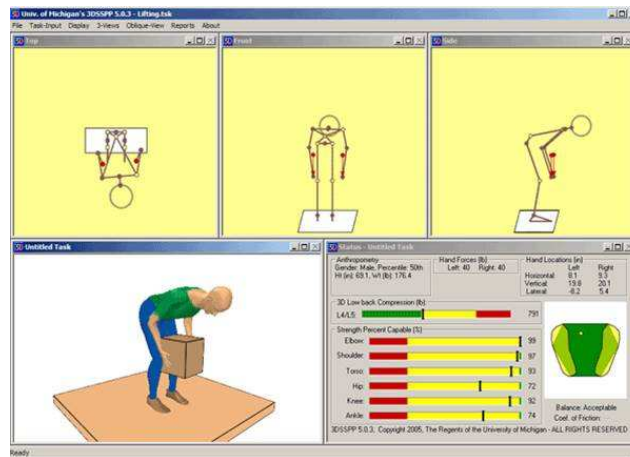 Univ. of Michigan's 3DSSPP 5.0.3 - Lifting.tsk
File Task-Input Display 3-Views Oblique-View Reports About
Top
Front
Side
Untitled Task
Status - Untitled Task
Anthropometry
Gender: Male, Percentile: 50th
Ht (in): 69.1, Wt (lb): 176.4
Hand Forces (lb)
Left: 40 Right: 40
Hand Locations (in)
Left Right
Horizontal: 8.1 9.3
Vertical: 19.8 20.1
Lateral: -8.2 5.4
3D Low back Compression (lb)
L4/L5: 791
Strength Percent Capable (%)
Elbow: 99
Shoulder: 97
Torso: 93
Hip: 72
Knee: 92
Ankle: 74
Balance: Acceptable
Coef. of Friction:
3DSSPP 5.0.3, Copyright 2005, The Regents of the University of Michigan - ALL RIGHTS RESERVED
Ready